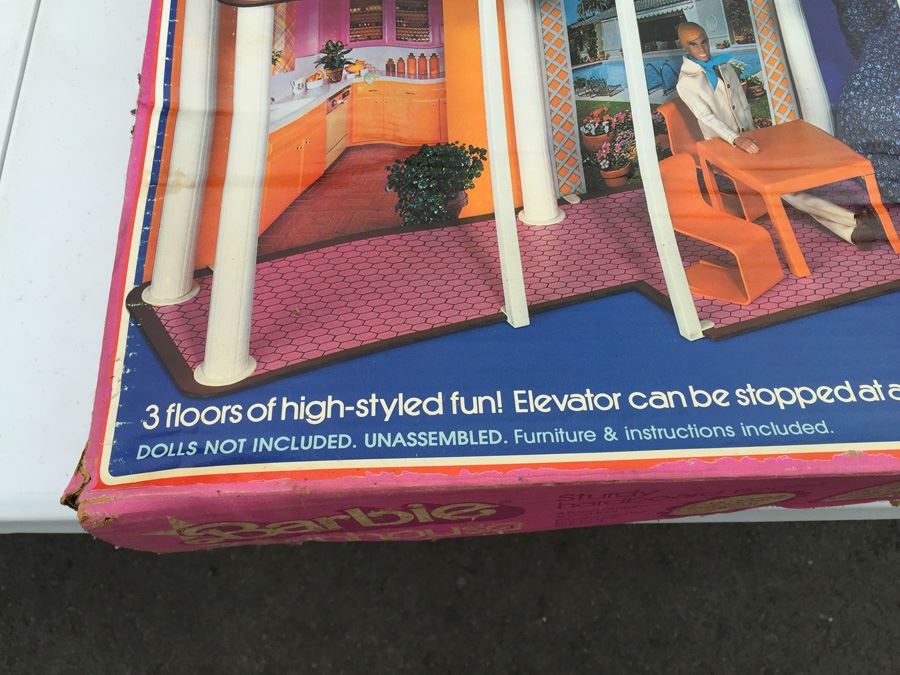 3 floors of high-styled fun! Elevator can be stopped at a
DOLLS NOT INCLUDED. UNASSEMBLED. Furniture & instructions included.
Barbie
Sturdy